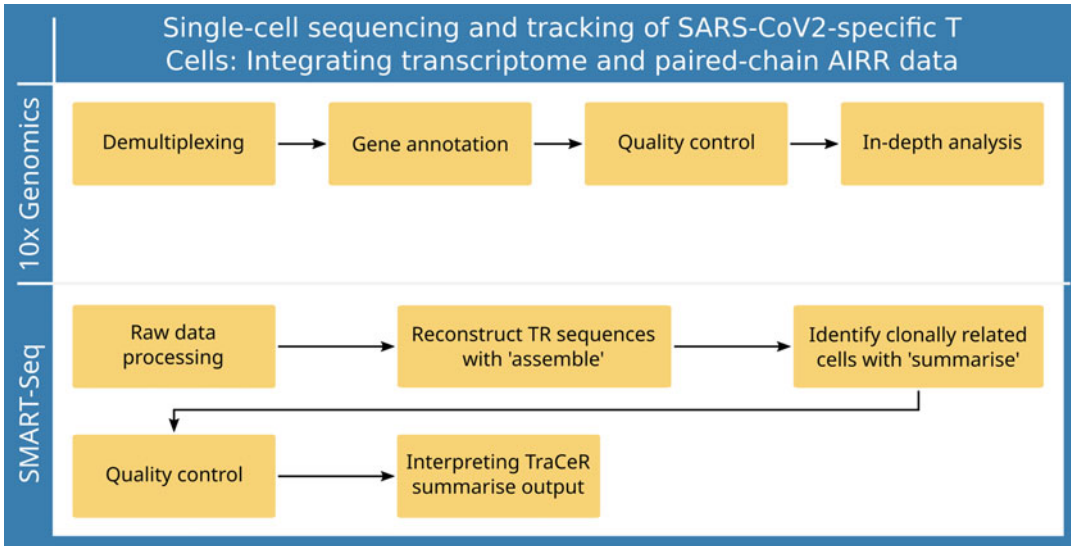 Single-cell sequencing and tracking of SARS-CoV2-specific T
Cells: Integrating transcriptome and paired-chain AIRR data
10x Genomics
Demultiplexing
Gene annotation
Quality control
In-depth analysis
SMART-Seq
Raw data
processing
Reconstruct TR sequences
with 'assemble'
Identify clonally related
cells with 'summarise'
Quality control
Interpreting TraCeR
summarise output